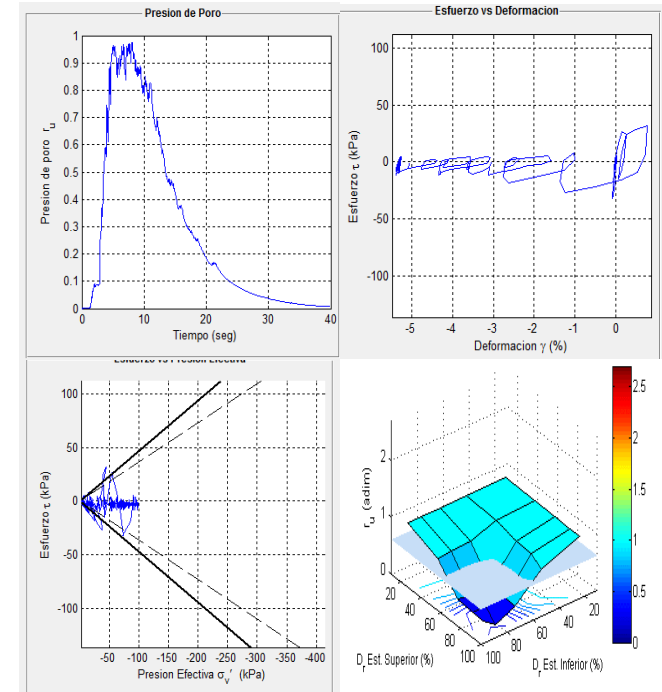 Presion de Poro
1
0.9
0.8
0.7
0.6
0.5
0.4
0.3
0.2
0.1
0
Presion de poro r_u
0 10 20 30 40
Tiempo (seg)
Esfuerzo vs Deformacion
100
50
0
-50
-100
Esfuerzo τ (kPa)
-5 -4 -3 -2 -1 0
Deformacion γ (%)
Esfuerzo vs Presion Efectiva
100
50
0
-50
-100
Esfuerzo τ (kPa)
-50 -100 -150 -200 -250 -300 -350 -400
Presion Efectiva σ_v' (kPa)
2
1
0
r_u (adim)
20 40 60 80 100
D_r Est. Superior (%)
100 80 60 40 20
D_r Est. Inferior (%)
2.5
2
1.5
1
0.5
0